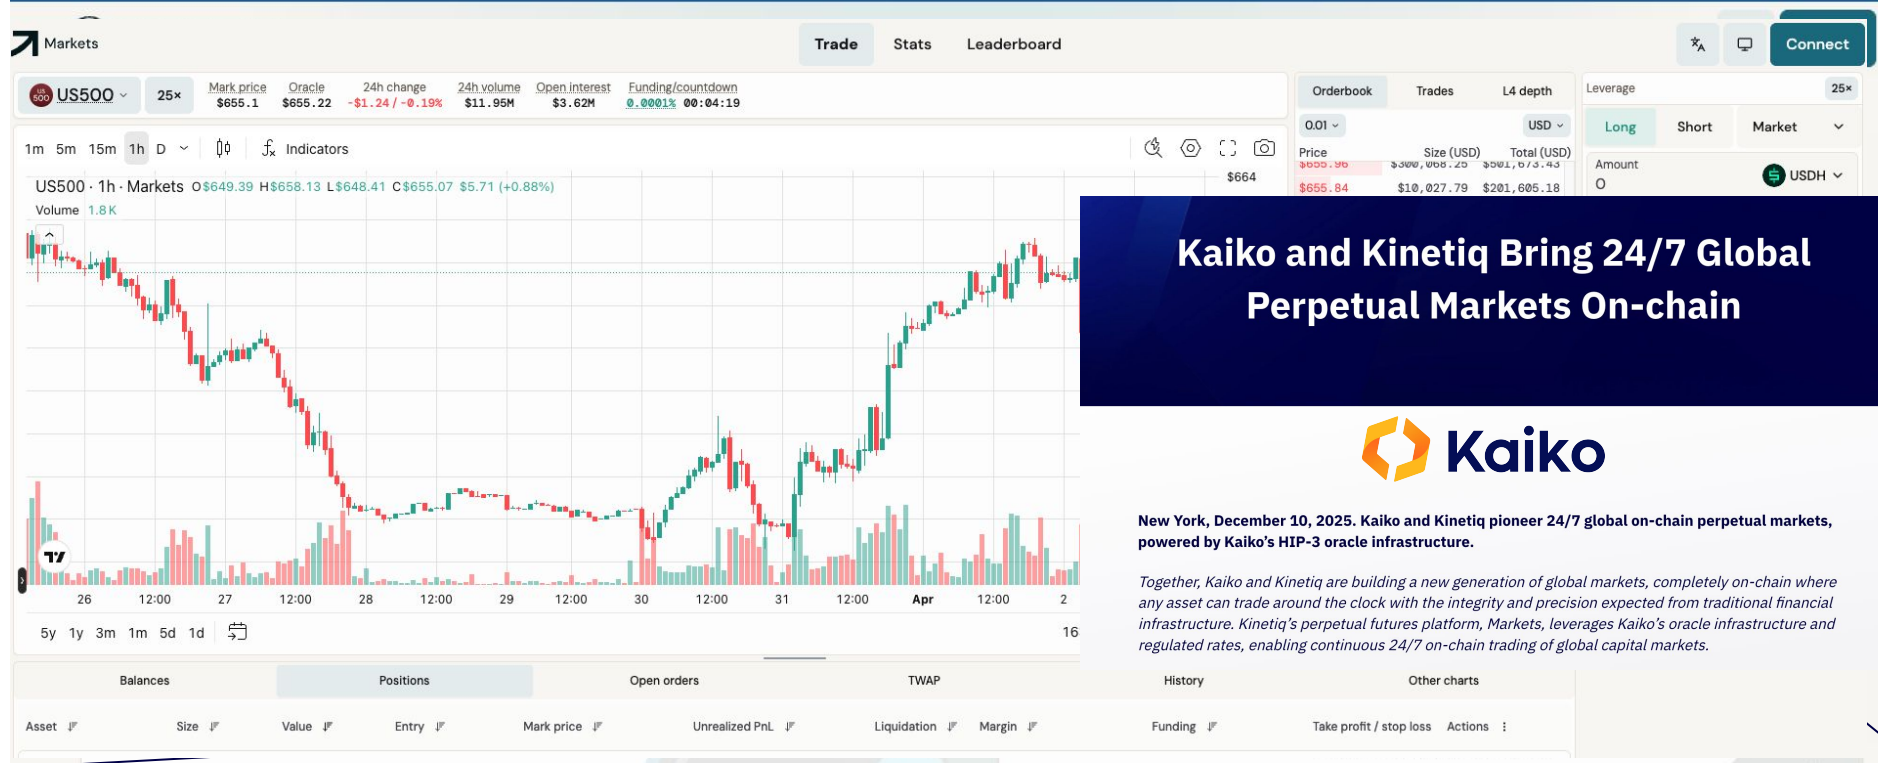 Markets
Trade Stats Leaderboard
Connect
US 500 US500 25×
Mark price Oracle 24h change 24h volume Open interest Funding/countdown
$655.1 $655.22 -$1.24 / -0.19% $11.95M $3.62M 0.0001% 00:04:19
Orderbook Trades L4 depth
Leverage 25×
0.01 USD
Long Short Market
Price Size (USD) Total (USD)
$655.96 $300,068.25 $501,673.43
$655.84 $10,027.79 $201,605.18
Amount
0 USDH
1m 5m 15m 1h D Indicators
US500 · 1h · Markets O$649.39 H$658.13 L$648.41 C$655.07 $5.71 (+0.88%)
$664
Volume 1.8K
Kaiko and Kinetiq Bring 24/7 Global
Perpetual Markets On-chain
Kaiko
New York, December 10, 2025. Kaiko and Kinetiq pioneer 24/7 global on-chain perpetual markets,
powered by Kaiko’s HIP-3 oracle infrastructure.
Together, Kaiko and Kinetiq are building a new generation of global markets, completely on-chain where
any asset can trade around the clock with the integrity and precision expected from traditional financial
infrastructure. Kinetiq’s perpetual futures platform, Markets, leverages Kaiko’s oracle infrastructure and
regulated rates, enabling continuous 24/7 on-chain trading of global capital markets.
26 12:00 27 12:00 28 12:00 29 12:00 30 12:00 31 12:00 Apr 12:00 2
5y 1y 3m 1m 5d 1d
16
Balances Positions Open orders TWAP History Other charts
Asset Size Value Entry Mark price Unrealized PnL Liquidation Margin Funding Take profit / stop loss Actions